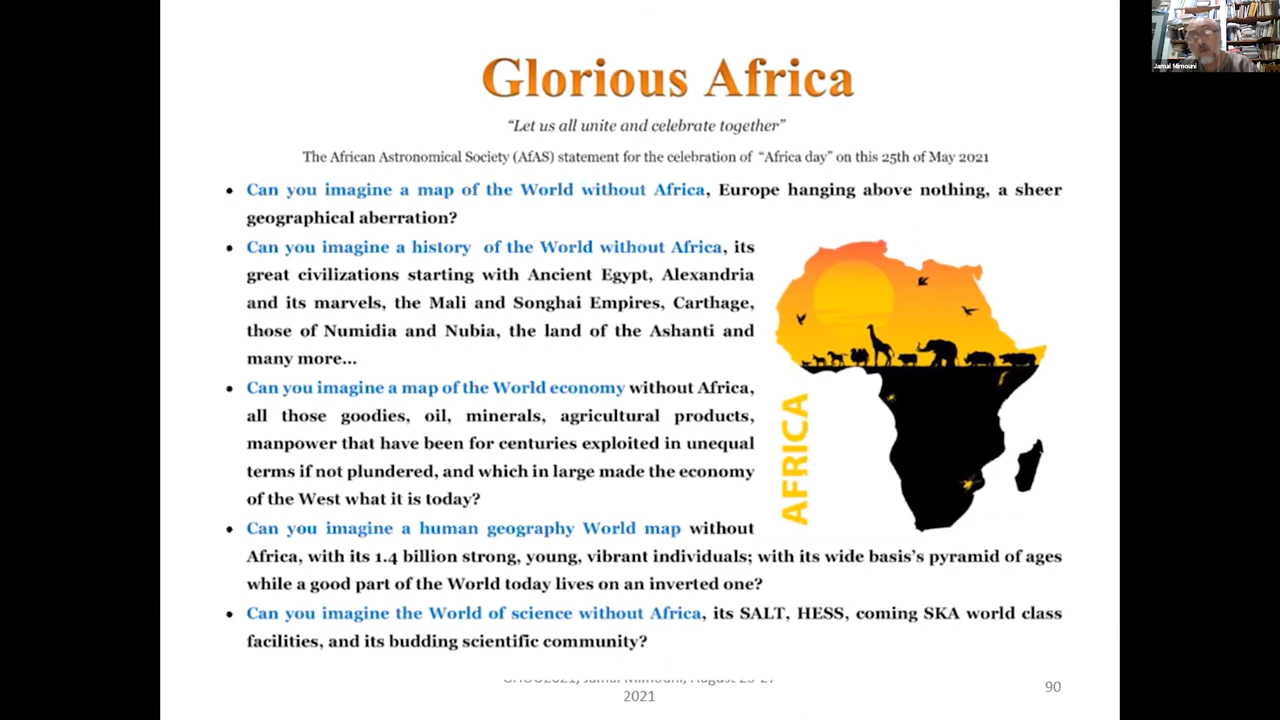 Glorious Africa
“Let us all unite and celebrate together”
The African Astronomical Society (AfAS) statement for the celebration of “Africa day” on this 25th of May 2021
• Can you imagine a map of the World without Africa, Europe hanging above nothing, a sheer
geographical aberration?
• Can you imagine a history of the World without Africa, its
great civilizations starting with Ancient Egypt, Alexandria
and its marvels, the Mali and Songhai Empires, Carthage,
those of Numidia and Nubia, the land of the Ashanti and
many more...
• Can you imagine a map of the World economy without Africa,
all those goodies, oil, minerals, agricultural products,
manpower that have been for centuries exploited in unequal
terms if not plundered, and which in large made the economy
of the West what it is today?
• Can you imagine a human geography World map without
Africa, with its 1.4 billion strong, young, vibrant individuals; with its wide basis’s pyramid of ages
while a good part of the World today lives on an inverted one?
• Can you imagine the World of science without Africa, its SALT, HESS, coming SKA world class
facilities, and its budding scientific community?
AFRICA
Jamal Mimouni, August 23-27
2021
90
Jamal Mimouni